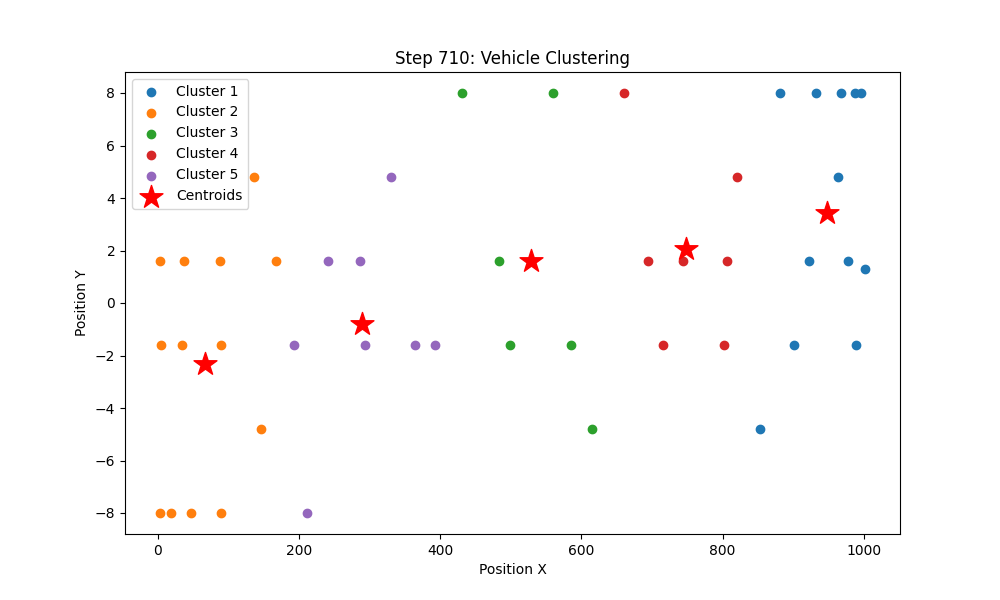 Step 710: Vehicle Clustering
Cluster 1
Cluster 2
Cluster 3
Cluster 4
Cluster 5
Centroids
8
6
4
2
0
−2
−4
−6
−8
Position Y
0
200
400
600
800
1000
Position X